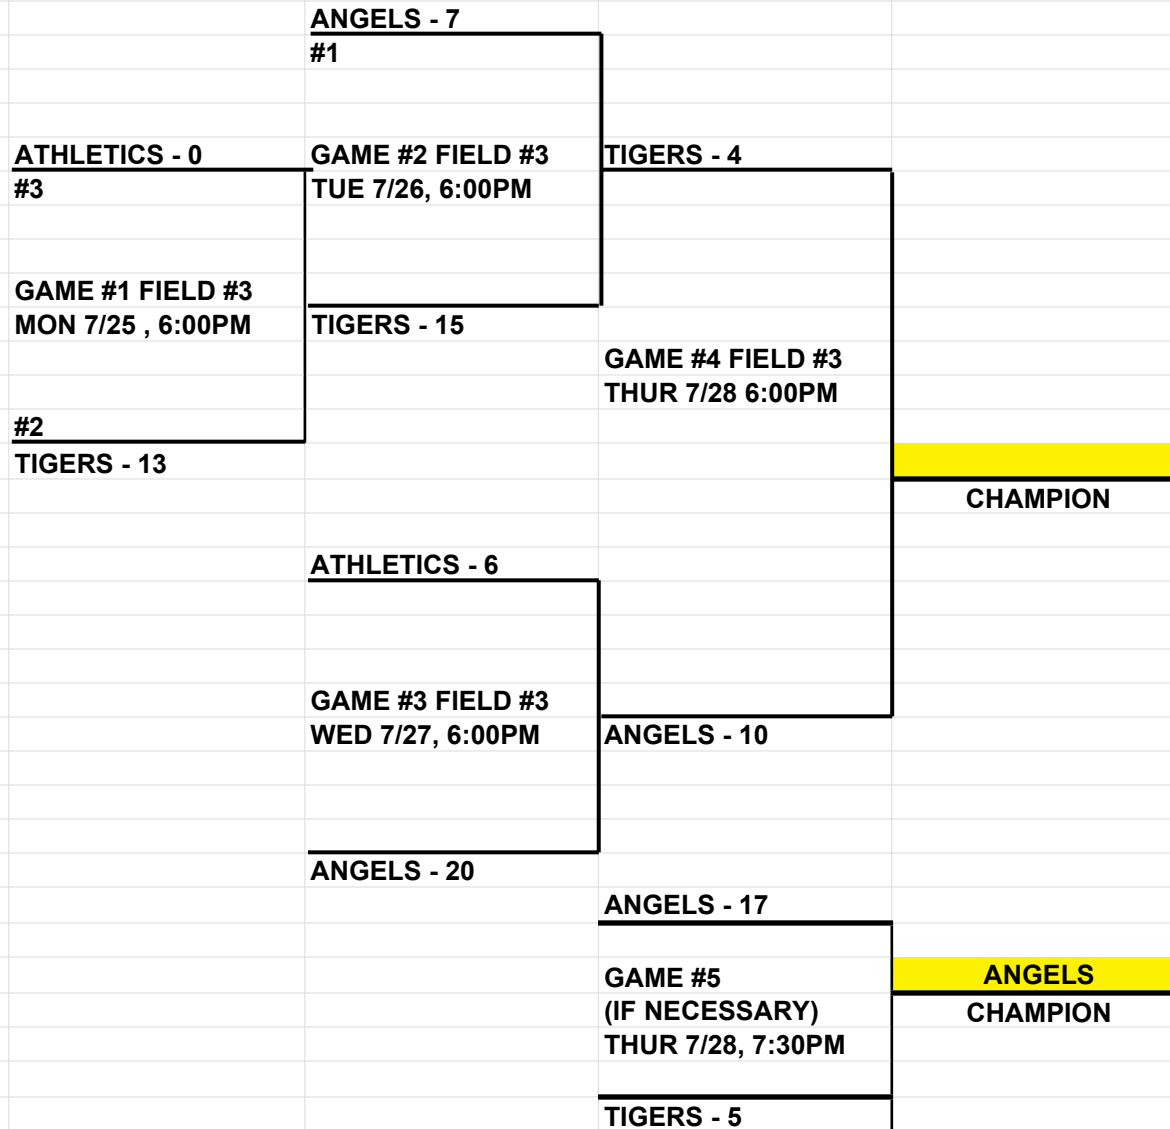 ANGELS - 7
#1
ATHLETICS - 0
#3
GAME #2 FIELD #3
TUE 7/26, 6:00PM
TIGERS - 4
GAME #1 FIELD #3
MON 7/25 , 6:00PM
TIGERS - 15
GAME #4 FIELD #3
THUR 7/28 6:00PM
#2
TIGERS - 13
CHAMPION
ATHLETICS - 6
GAME #3 FIELD #3
WED 7/27, 6:00PM
ANGELS - 10
ANGELS - 20
ANGELS - 17
GAME #5
(IF NECESSARY)
THUR 7/28, 7:30PM
ANGELS
CHAMPION
TIGERS - 5